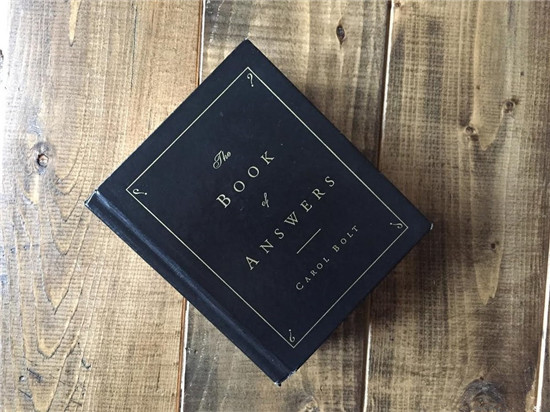 The
BOOK
of
ANSWERS
CAROL BOLT